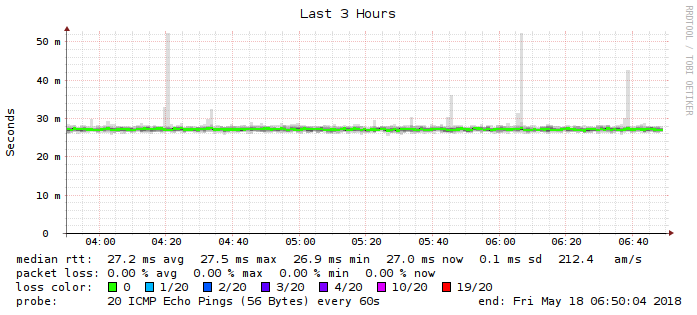 Last 3 Hours
RRDTOOL / TOBI OETIKER
Seconds
50 m
40 m
30 m
20 m
10 m
0
04:00 04:20 04:40 05:00 05:20 05:40 06:00 06:20 06:40
median rtt: 27.2 ms avg 27.5 ms max 26.9 ms min 27.0 ms now 0.1 ms sd 212.4 am/s
packet loss: 0.00 % avg 0.00 % max 0.00 % min 0.00 % now
loss color: 0 1/20 2/20 3/20 4/20 10/20 19/20
probe: 20 ICMP Echo Pings (56 Bytes) every 60s end: Fri May 18 06:50:04 2018